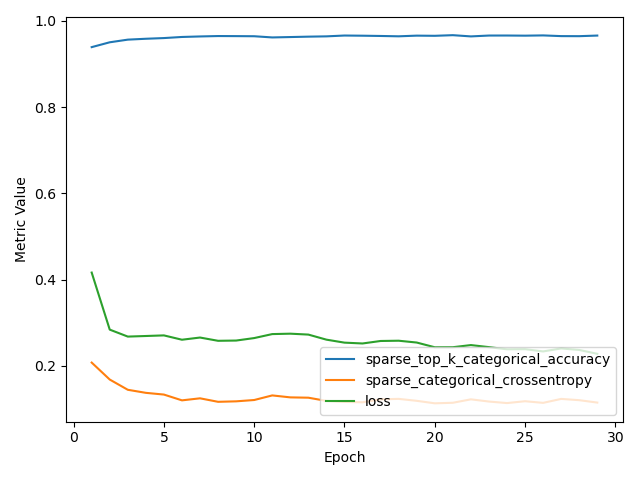 1.0
0.8
0.6
0.4
0.2
Metric Value
0
5
10
15
20
25
30
Epoch
sparse_top_k_categorical_accuracy
sparse_categorical_crossentropy
loss